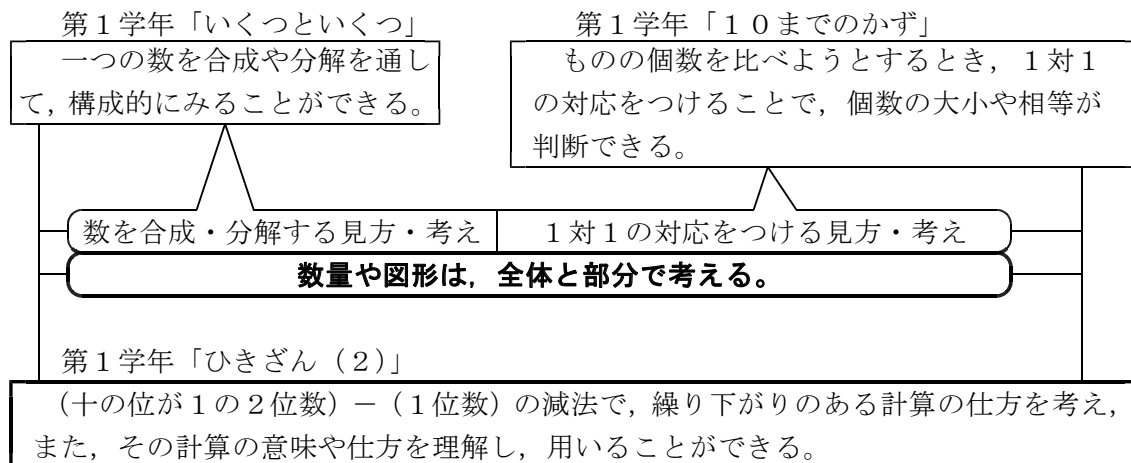 第１学年「いくつといくつ」
一つの数を合成や分解を通し
て，構成的にみることができる。
第１学年「１０までのかず」
ものの個数を比べようとするとき，１対１
の対応をつけることで，個数の大小や相等が
判断できる。
数を合成・分解する見方・考え
１対１の対応をつける見方・考え
数量や図形は，全体と部分で考える。
第１学年「ひきざん（２）」
（十の位が１の２位数）－（１位数）の減法で，繰り下がりのある計算の仕方を考え，
また，その計算の意味や仕方を理解し，用いることができる。